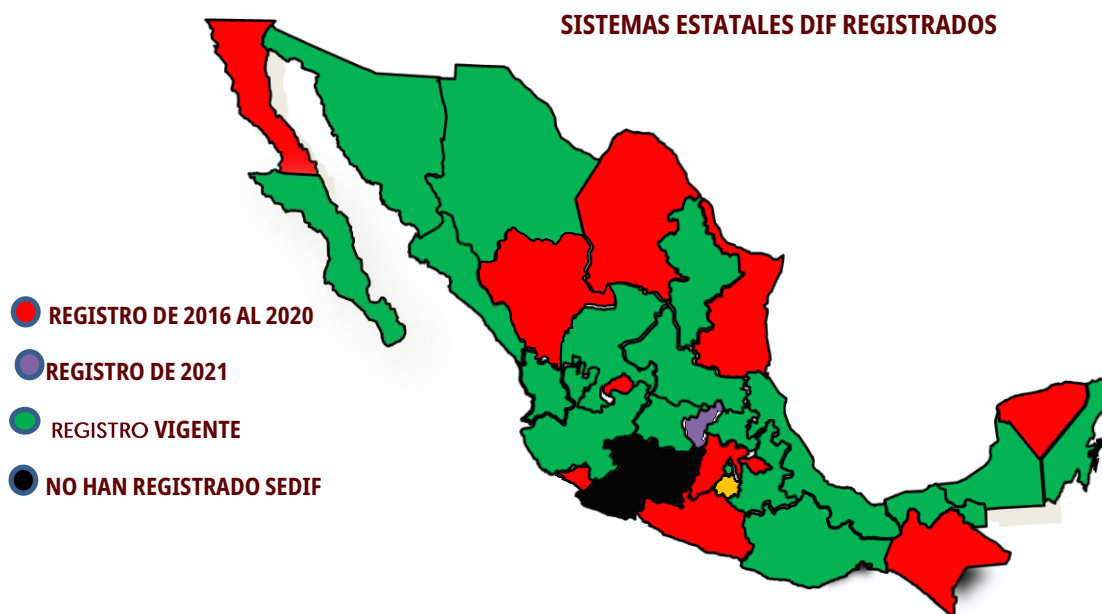 SISTEMAS ESTATALES DIF REGISTRADOS
REGISTRO DE 2016 AL 2020
REGISTRO DE 2021
REGISTRO VIGENTE
NO HAN REGISTRADO SEDIF